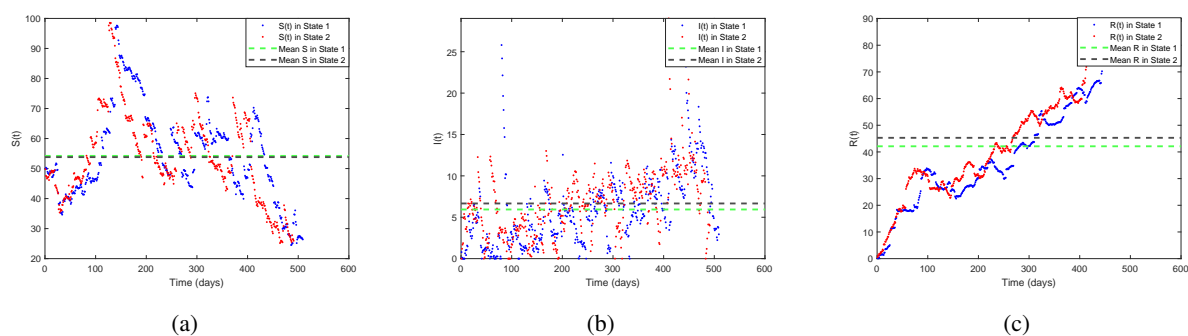 100
90
80
70
60
50
40
30
20
S(t)
0 100 200 300 400 500 600
Time (days)
S(t) in State 1
S(t) in State 2
Mean S in State 1
Mean S in State 2
(a)
25
20
15
10
5
0
I(t)
0 100 200 300 400 500 600
Time (days)
I(t) in State 1
I(t) in State 2
Mean I in State 1
Mean I in State 2
(b)
90
80
70
60
50
40
30
20
10
0
R(t)
0 100 200 300 400 500 600
Time (days)
R(t) in State 1
R(t) in State 2
Mean R in State 1
Mean R in State 2
(c)